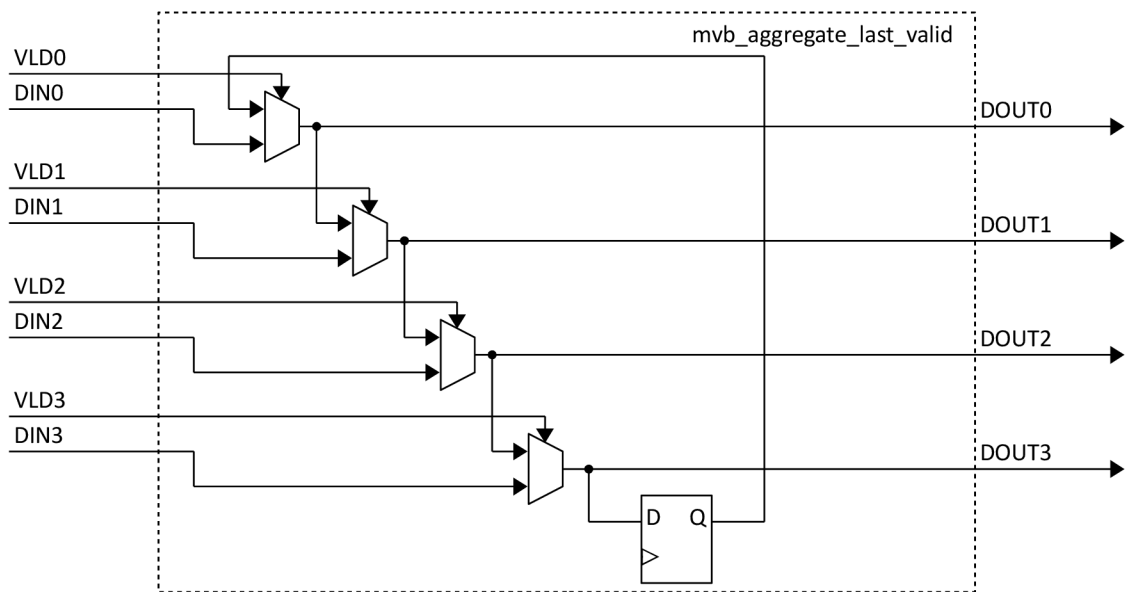 mvb_aggregate_last_valid
VLD0
DIN0
DOUT0
VLD1
DIN1
DOUT1
VLD2
DIN2
DOUT2
VLD3
DIN3
DOUT3
D Q